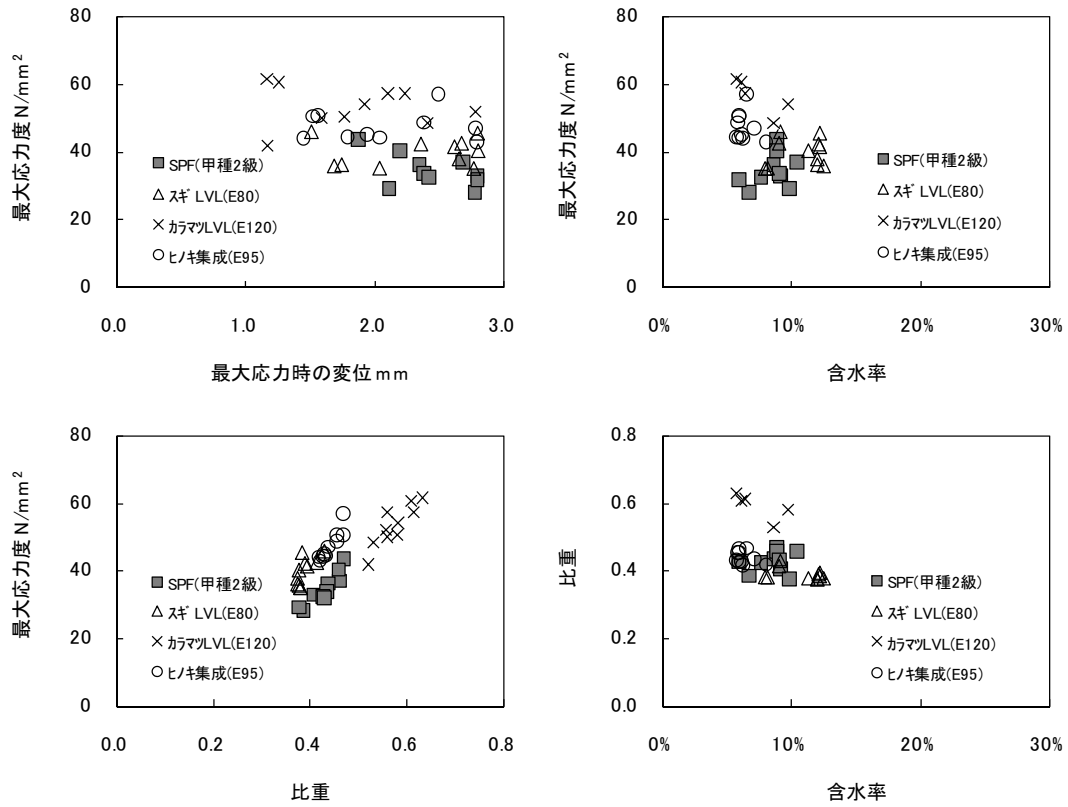 最大応力度 N/mm²
80
60
40
20
0
SPF(甲種2級)
スギ LVL(E80)
カラマツLVL(E120)
ヒノキ集成(E95)
0.0 1.0 2.0 3.0
最大応力時の変位mm
最大応力度 N/mm²
80
60
40
20
0
SPF(甲種2級)
スギ LVL(E80)
カラマツLVL(E120)
ヒノキ集成(E95)
0% 10% 20% 30%
含水率
最大応力度 N/mm²
80
60
40
20
0
SPF(甲種2級)
スギ LVL(E80)
カラマツLVL(E120)
ヒノキ集成(E95)
0.0 0.2 0.4 0.6 0.8
比重
比重
0.8
0.6
0.4
0.2
0.0
SPF(甲種2級)
スギ LVL(E80)
カラマツLVL(E120)
ヒノキ集成(E95)
0% 10% 20% 30%
含水率